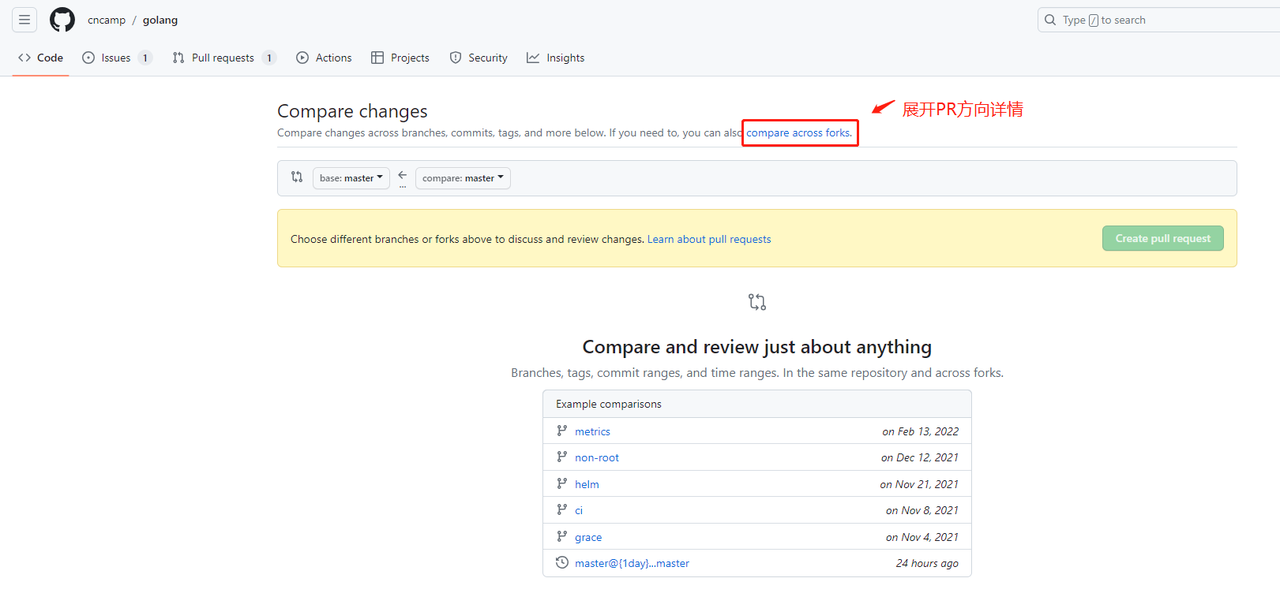 cncamp / golang
Type / to search
Code Issues 1 Pull requests 1 Actions Projects Security Insights
Compare changes
展开PR方向详情
Compare changes across branches, commits, tags, and more below. If you need to, you can also compare across forks.
base: master ... compare: master
Choose different branches or forks above to discuss and review changes. Learn about pull requests
Create pull request
Compare and review just about anything
Branches, tags, commit ranges, and time ranges. In the same repository and across forks.
Example comparisons
metrics on Feb 13, 2022
non-root on Dec 12, 2021
helm on Nov 21, 2021
ci on Nov 8, 2021
grace on Nov 4, 2021
master@{1day}...master 24 hours ago